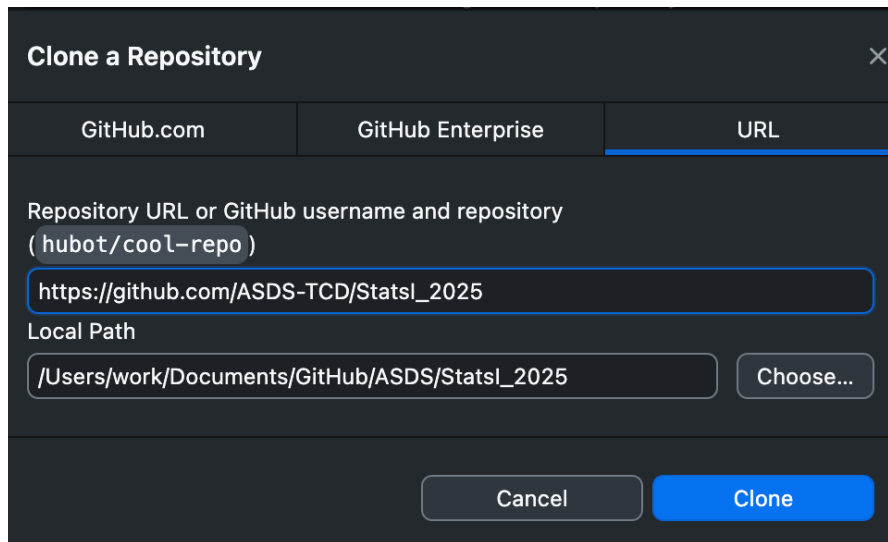 Clone a Repository
GitHub.com
GitHub Enterprise
URL
Repository URL or GitHub username and repository
(hubot/cool-repo)
https://github.com/ASDS-TCD/StatsI_2025
Local Path
/Users/work/Documents/GitHub/ASDS/StatsI_2025
Choose...
Cancel
Clone